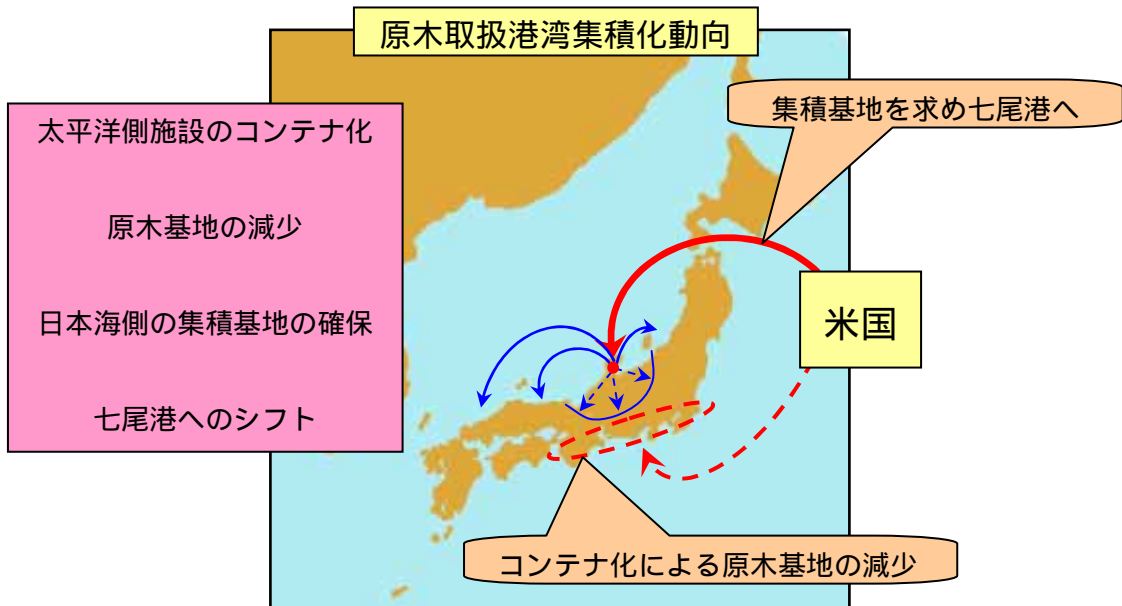 原木取扱港湾集積化動向
集積基地を求め七尾港へ
太平洋側施設のコンテナ化
原木基地の減少
日本海側の集積基地の確保
七尾港へのシフト
米国
コンテナ化による原木基地の減少